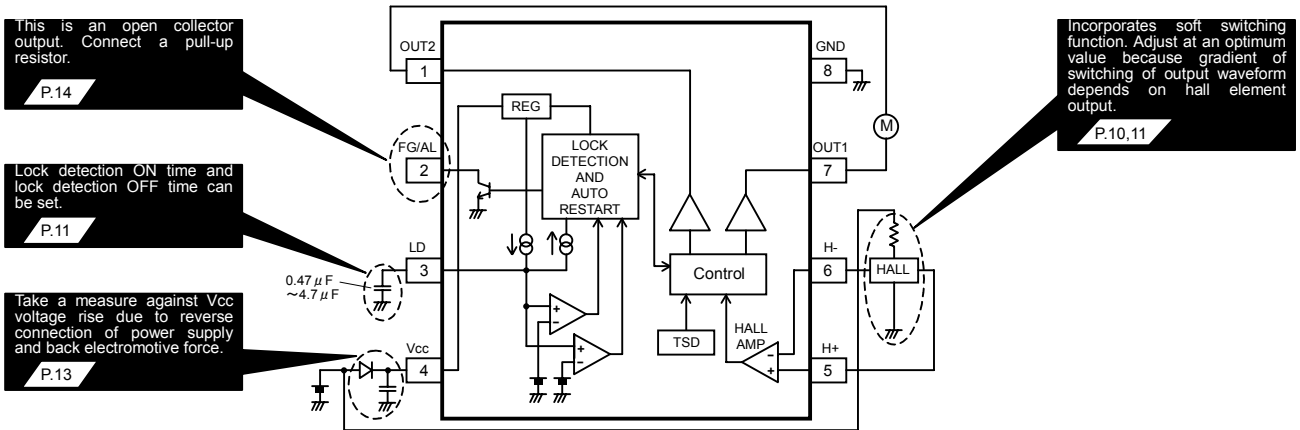 This is an open collector
output. Connect a pull-up
resistor.
P.14
Lock detection ON time and
lock detection OFF time can
be set.
P.11
0.47μF
～4.7μF
Take a measure against Vcc
voltage rise due to reverse
connection of power supply
and back electromotive force.
P.13
OUT2
1
FG/AL
2
LD
3
Vcc
4
REG
LOCK
DETECTION
AND
AUTO
RESTART
+
−
+
−
Control
TSD
HALL
AMP
−
+
GND
8
M
OUT1
7
H-
6
H+
5
HALL
Incorporates soft switching
function. Adjust at an optimum
value because gradient of
switching of output waveform
depends on hall element
output.
P.10,11